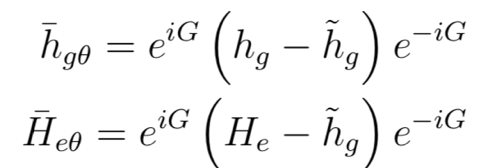 h̄_{gθ} = e^{iG} (h_g − h̃_g) e^{−iG}
H̄_{eθ} = e^{iG} (H_e − h̃_g) e^{−iG}